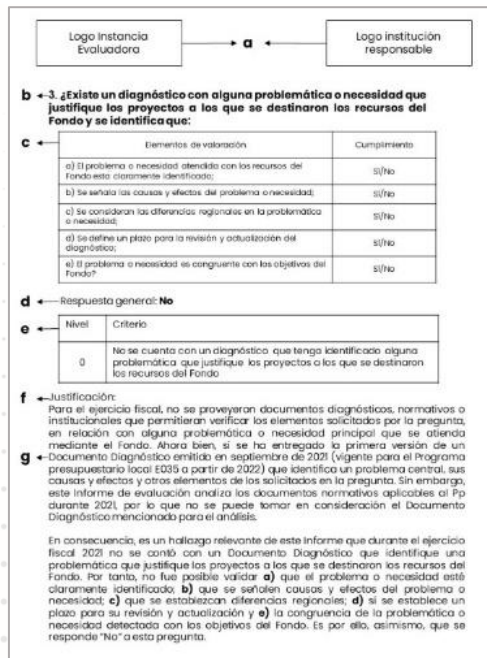 Logo Instancia
Evaluadora
a
Logo institución
responsable
b
3. ¿Existe un diagnóstico con alguna problemática o necesidad que
justifique los proyectos a los que se destinaron los recursos del
Fondo y se identifica que:
c
Elementos de valoración
Cumplimiento
a) El problema o necesidad atendida con los recursos del
Fondo esta claramente identificado;
Sí/No
b) Se señala las causas y efectos del problema o necesidad;
Sí/No
c) Se consideran las diferencias regionales en la problemática
o necesidad;
Sí/No
d) Se define un plazo para la revisión y actualización del
diagnóstico;
Sí/No
e) El problema o necesidad es congruente con los objetivos del
Fondo?
Sí/No
d
Respuesta general: No
e
Nivel
Criterio
0
No se cuenta con un diagnóstico que tenga identificado alguna
problemática que justifique los proyectos a los que se destinaron
los recursos del Fondo
f
Justificación:
Para el ejercicio fiscal, no se proveyeron documentos diagnósticos, normativos o
institucionales que permitieran verificar los elementos solicitados por la pregunta,
en relación con alguna problemática o necesidad principal que se atienda
mediante el Fondo. Ahora bien, si se ha entregado la primera versión de un
g
Documento Diagnóstico emitido en septiembre de 2021 (vigente para el Programa
presupuestario local E035 a partir de 2022) que identifica un problema central, sus
causas y efectos y otros elementos de los solicitados en la pregunta. Sin embargo,
este Informe de evaluación analiza los documentos normativos aplicables al Pp
durante 2021, por lo que no se puede tomar en consideración el Documento
Diagnóstico mencionado para el análisis.
En consecuencia, es un hallazgo relevante de este Informe que durante el ejercicio
fiscal 2021 no se contó con un Documento Diagnóstico que identifique una
problemática que justifique los proyectos a los que se destinaron los recursos del
Fondo. Por tanto, no fue posible validar a) que el problema o necesidad esté
claramente identificado; b) que se señalen causas y efectos del problema o
necesidad; c) que se establezcan diferencias regionales; d) si se establece un
plazo para su revisión y actualización y e) la congruencia de la problemática o
necesidad detectada con los objetivos del Fondo. Es por ello, asimismo, que se
responde "No" a esta pregunta.